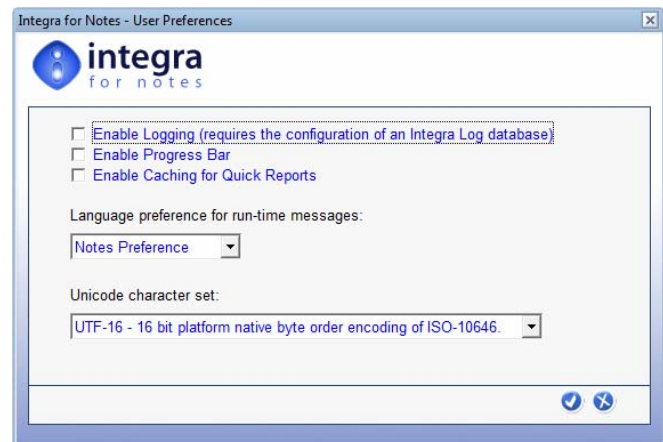 Integra for Notes - User Preferences
integra
for notes
Enable Logging (requires the configuration of an Integra Log database)
Enable Progress Bar
Enable Caching for Quick Reports
Language preference for run-time messages:
Notes Preference
Unicode character set:
UTF-16 - 16 bit platform native byte order encoding of ISO-10646.